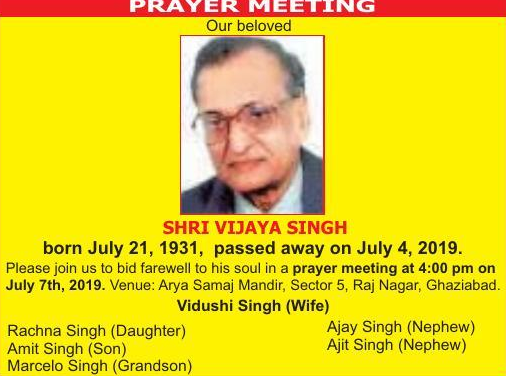 PRAYER MEETING
Our beloved
SHRI VIJAYA SINGH
born July 21, 1931, passed away on July 4, 2019.
Please join us to bid farewell to his soul in a prayer meeting at 4:00 pm on
July 7th, 2019. Venue: Arya Samaj Mandir, Sector 5, Raj Nagar, Ghaziabad.
Vidushi Singh (Wife)
Rachna Singh (Daughter)
Amit Singh (Son)
Marcelo Singh (Grandson)
Ajay Singh (Nephew)
Ajit Singh (Nephew)